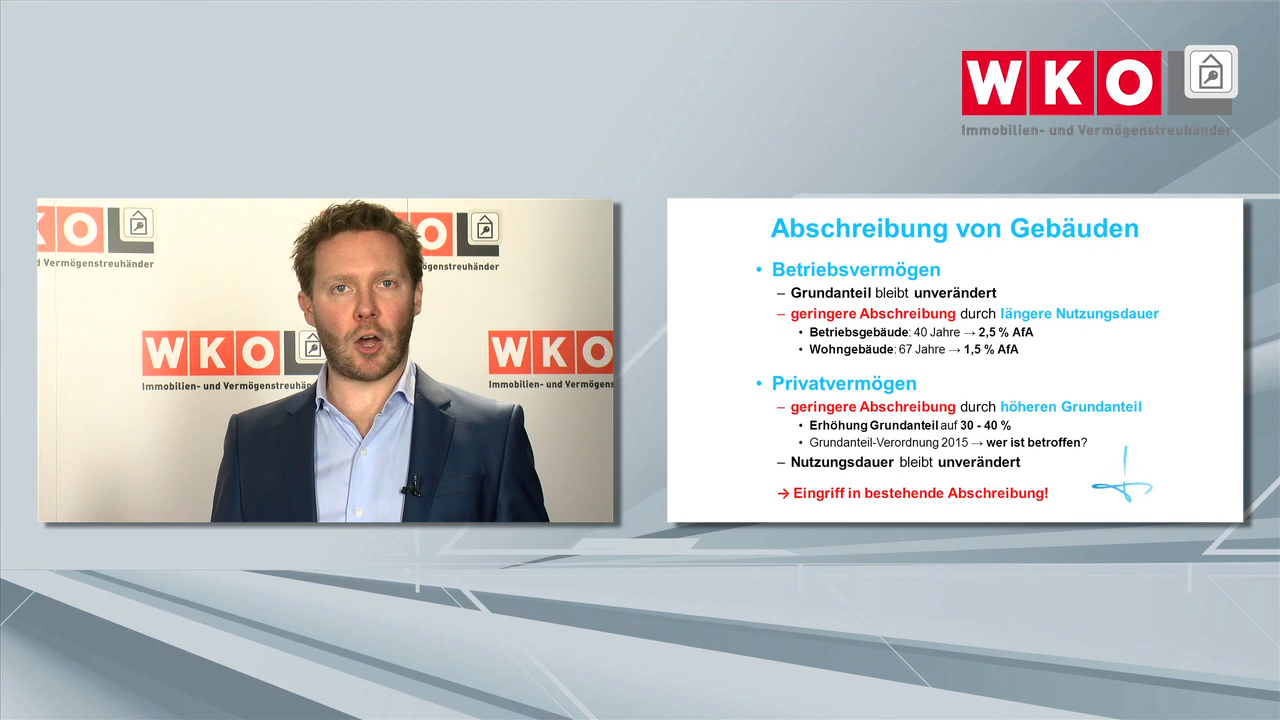 WKO
Immobilien- und Vermögenstreuhänder
KO
d Vermögenstreuhänder
KO
ögenstreuhänder
WKO
Immobilien- und Vermögenstreuhänd
WKO
Immobilien- und Vermögens
Abschreibung von Gebäuden
• Betriebsvermögen
– Grundanteil bleibt unverändert
– geringere Abschreibung durch längere Nutzungsdauer
• Betriebsgebäude: 40 Jahre → 2,5 % AfA
• Wohngebäude: 67 Jahre → 1,5 % AfA
• Privatvermögen
– geringere Abschreibung durch höheren Grundanteil
• Erhöhung Grundanteil auf 30 - 40 %
• Grundanteil-Verordnung 2015 → wer ist betroffen?
– Nutzungsdauer bleibt unverändert
→ Eingriff in bestehende Abschreibung!